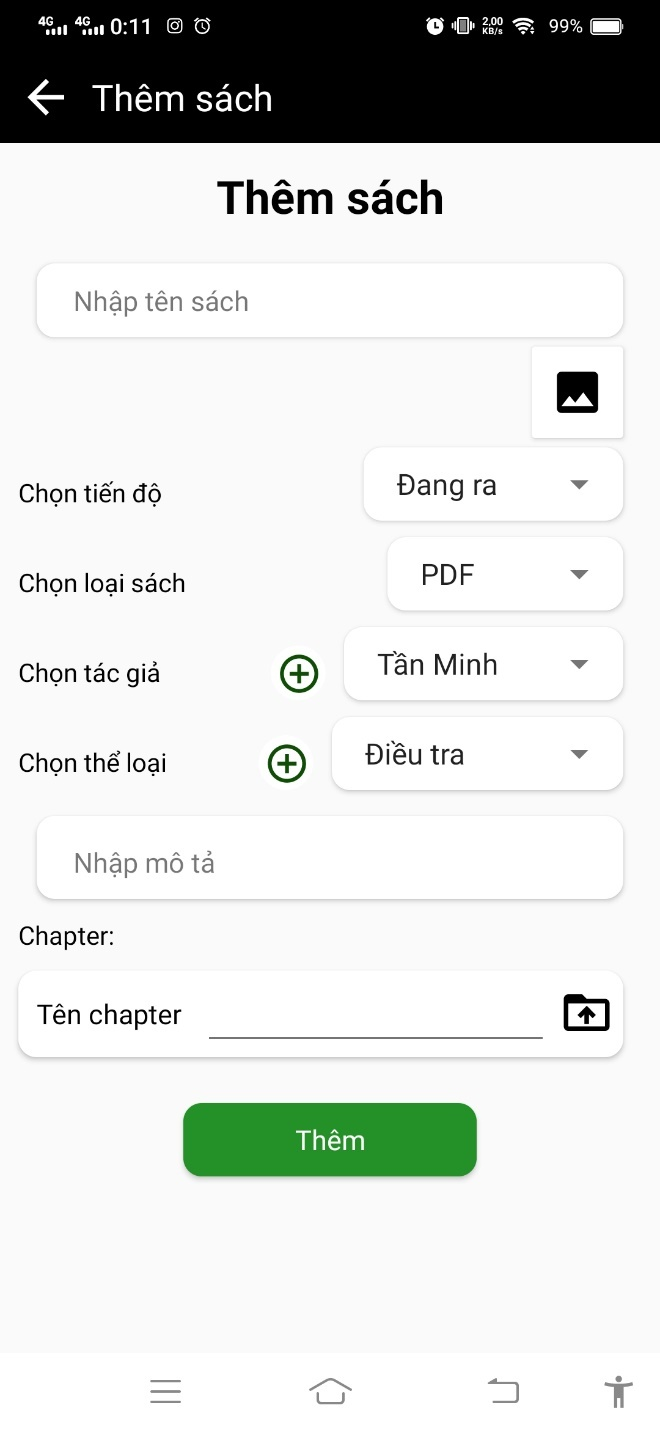 4G 4G 0:11 2,00 KB/s 99%
Thêm sách
Thêm sách
Nhập tên sách
Chọn tiến độ Đang ra
Chọn loại sách PDF
Chọn tác giả Tần Minh
Chọn thể loại Điều tra
Nhập mô tả
Chapter:
Tên chapter
Thêm